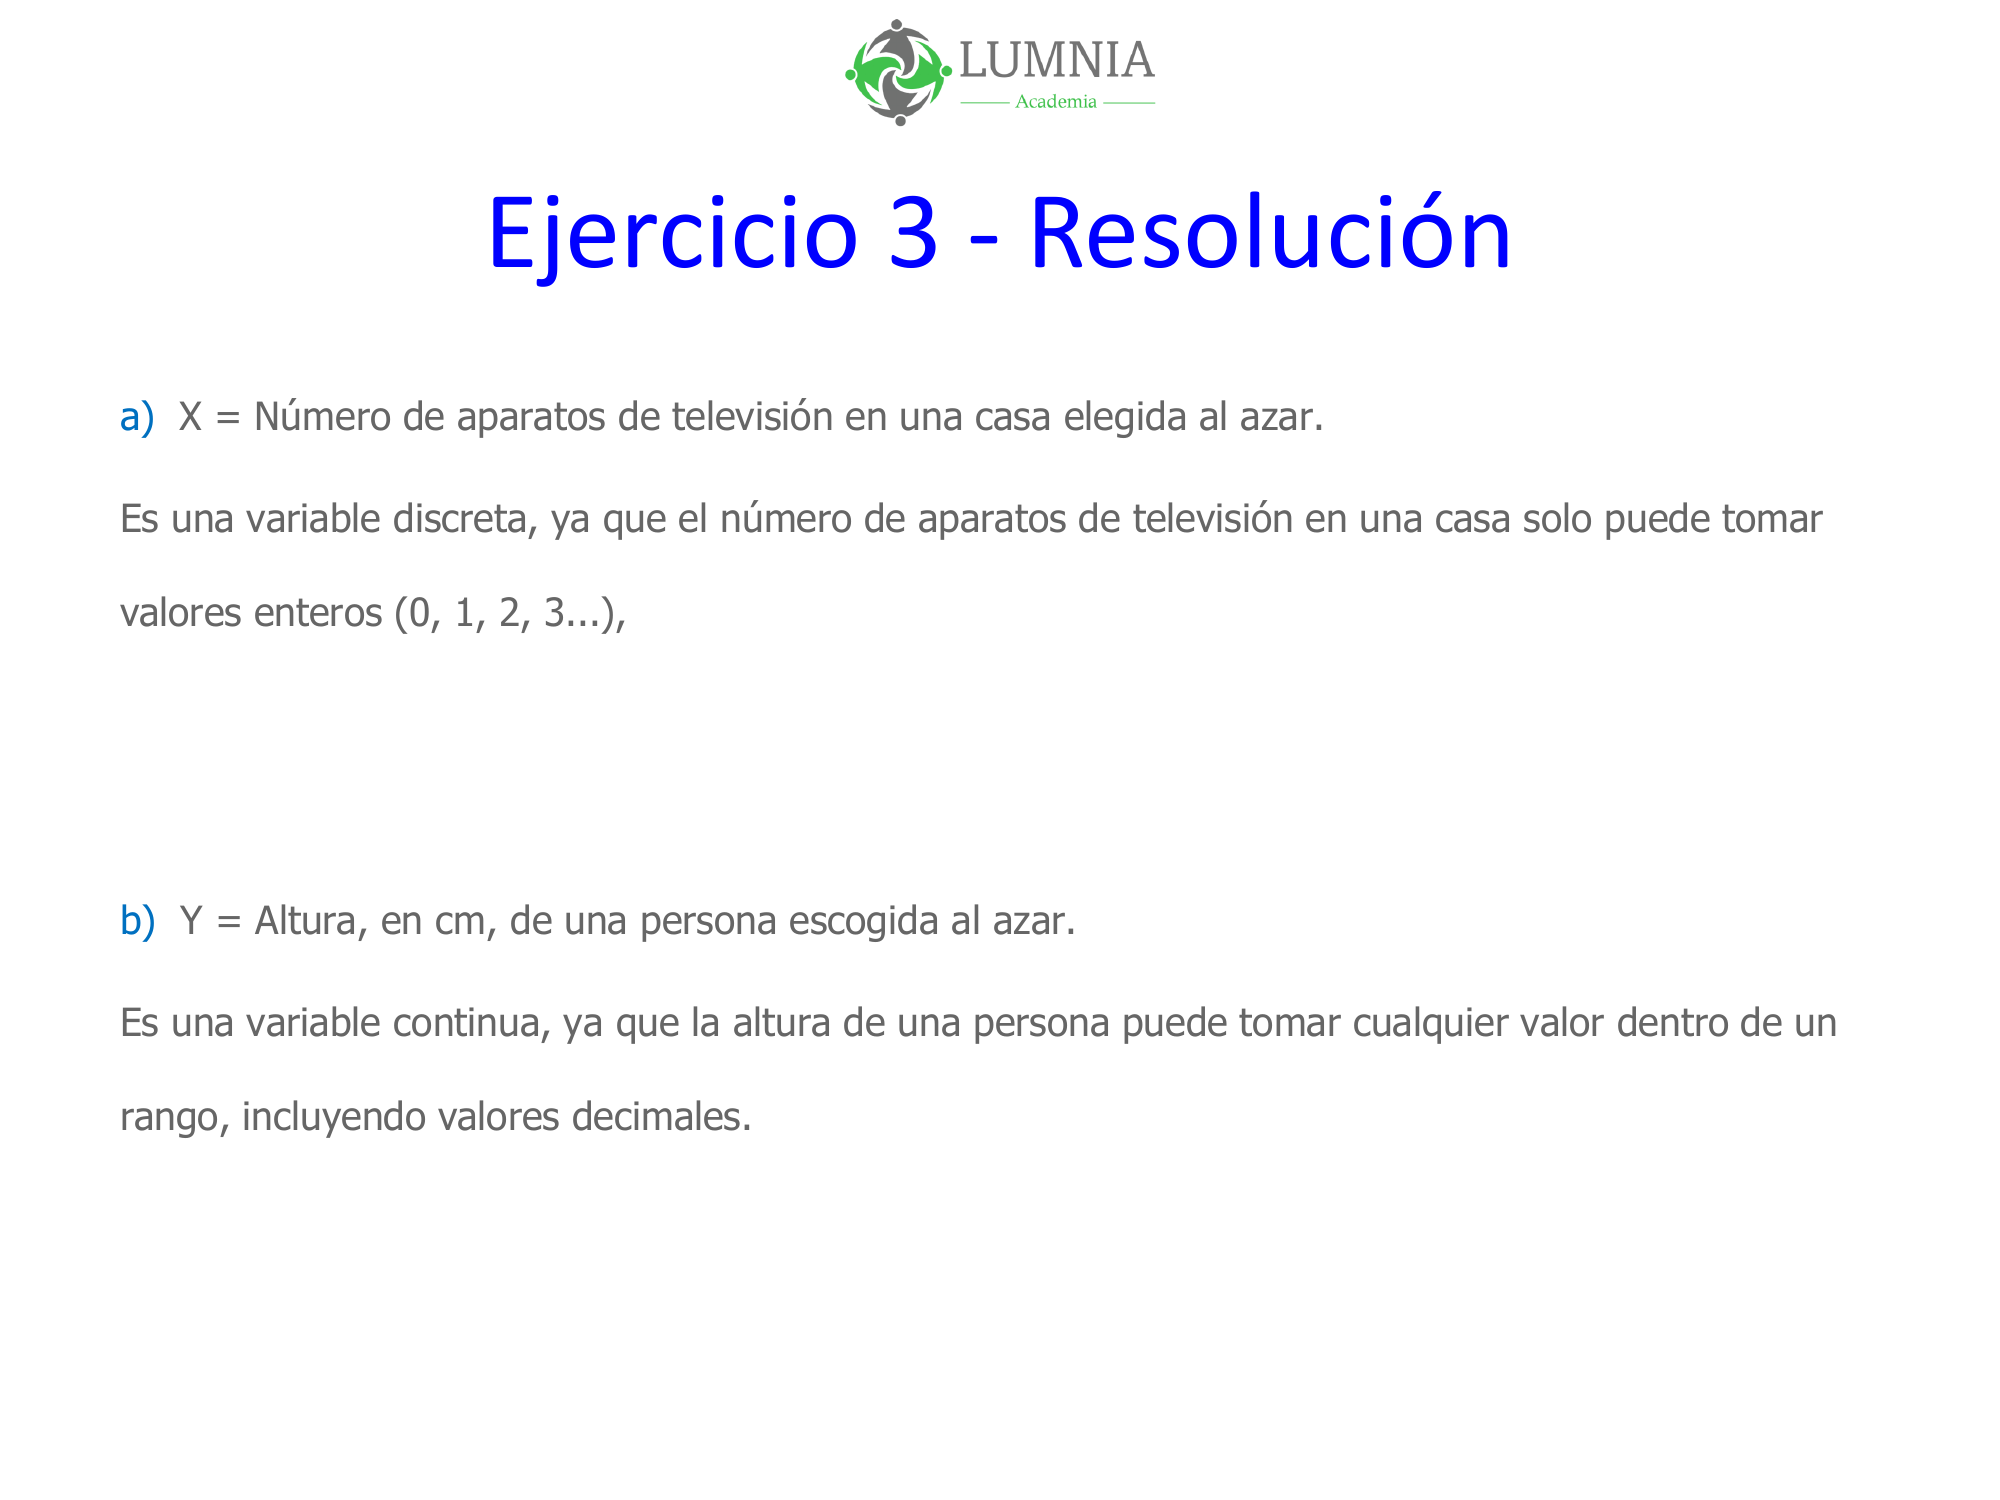 LUMNIA
Academia
Ejercicio 3 - Resolución
a) X = Número de aparatos de televisión en una casa elegida al azar.
Es una variable discreta, ya que el número de aparatos de televisión en una casa solo puede tomar
valores enteros (0, 1, 2, 3...),
b) Y = Altura, en cm, de una persona escogida al azar.
Es una variable continua, ya que la altura de una persona puede tomar cualquier valor dentro de un
rango, incluyendo valores decimales.